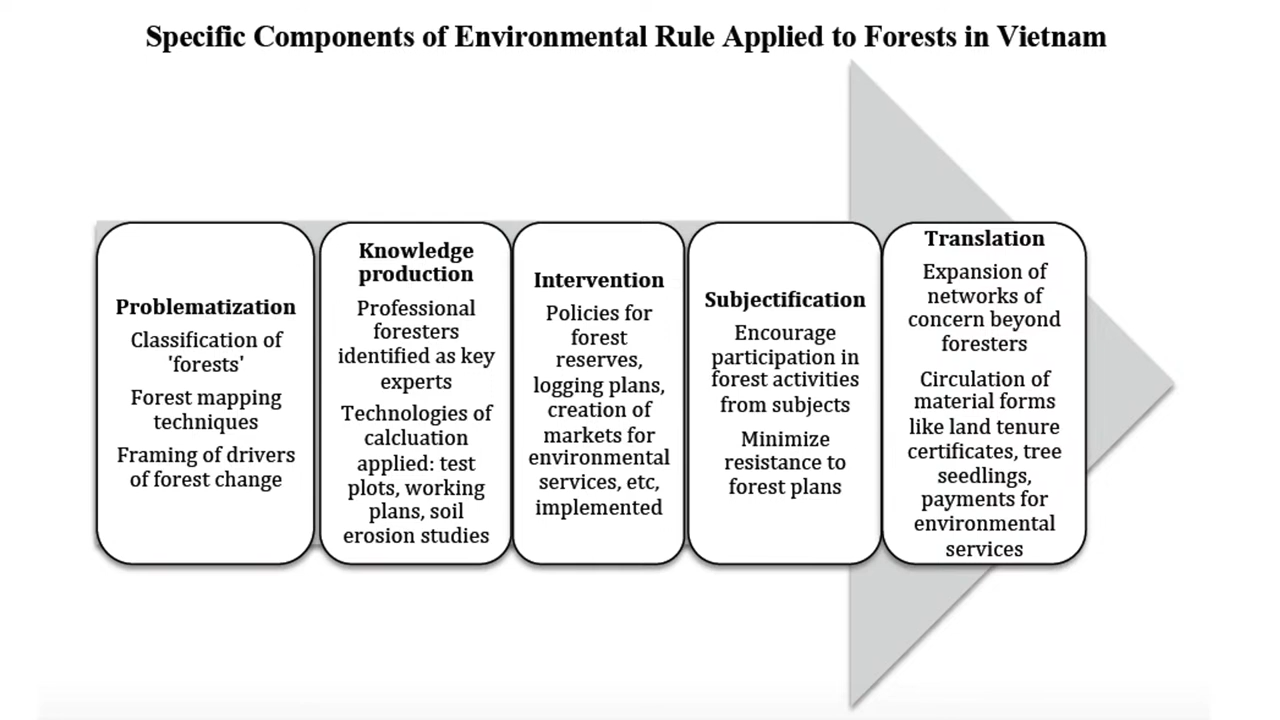 Specific Components of Environmental Rule Applied to Forests in Vietnam
Problematization
Classification of
'forests'
Forest mapping
techniques
Framing of drivers
of forest change
Knowledge
production
Professional
foresters
identified as key
experts
Technologies of
calcluation
applied: test
plots, working
plans, soil
erosion studies
Intervention
Policies for
forest
reserves,
logging plans,
creation of
markets for
environmental
services, etc,
implemented
Subjectification
Encourage
participation in
forest activities
from subjects
Minimize
resistance to
forest plans
Translation
Expansion of
networks of
concern beyond
foresters
Circulation of
material forms
like land tenure
certificates, tree
seedlings,
payments for
environmental
services